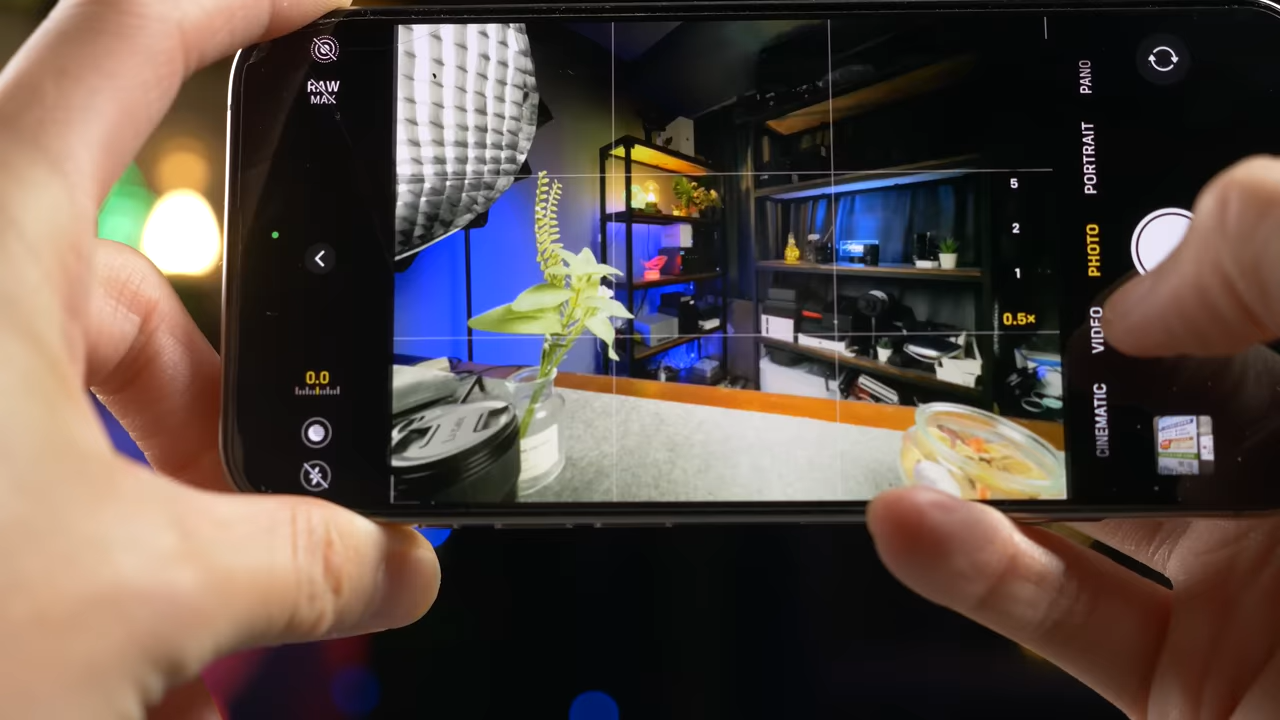 RAW
MAX
0.0
5
2
1
0.5×
PANO
PORTRAIT
PHOTO
VIDEO
CINEMATIC